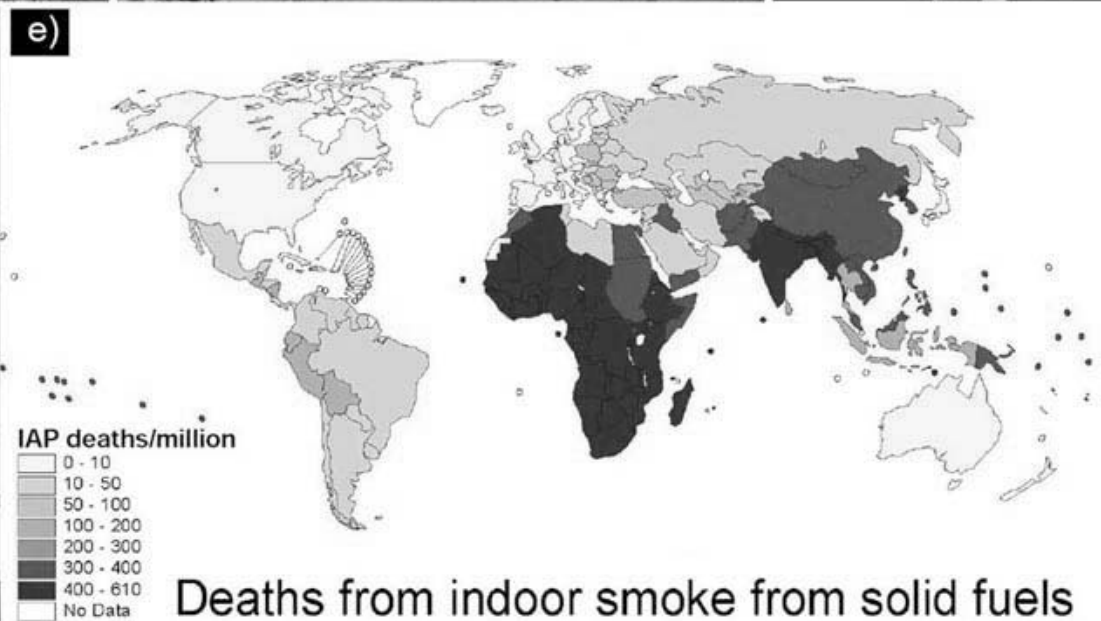 e)
IAP deaths/million
0 - 10
10 - 50
50 - 100
100 - 200
200 - 300
300 - 400
400 - 610
No Data
Deaths from indoor smoke from solid fuels